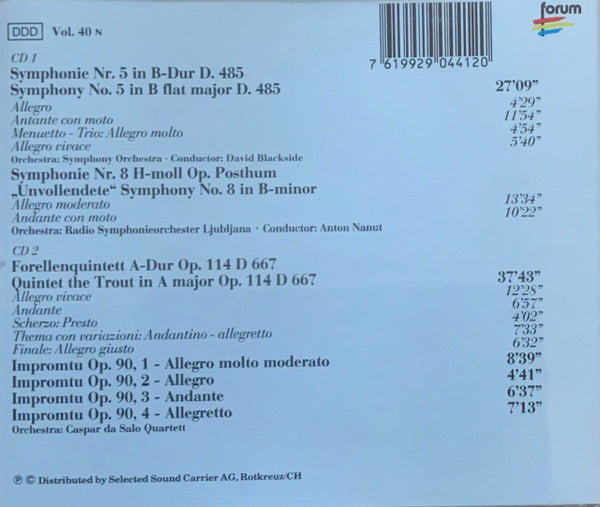 forum
DDD Vol. 40 N
7 619929 044120
CD 1
Symphonie Nr. 5 in B-Dur D. 485
Symphony No. 5 in B flat major D. 485 27'09"
Allegro 4'29"
Antante con moto 11'54"
Menuetto - Trio: Allegro molto 4'54"
Allegro vivace 5'40"
Orchestra: Symphony Orchestra · Conductor: David Blackside
Symphonie Nr. 8 H-moll Op. Posthum
„Unvollendete“ Symphony No. 8 in B-minor
Allegro moderato 13'34"
Andante con moto 10'22"
Orchestra: Radio Symphonieorchester Ljubljana · Conductor: Anton Nanut
CD 2
Forellenquintett A-Dur Op. 114 D 667
Quintet the Trout in A major Op. 114 D 667 37'43"
Allegro vivace 12'28"
Andante 6'57"
Scherzo: Presto 4'02"
Thema con variazioni: Andantino - allegretto 7'33"
Finale: Allegro giusto 6'32"
Impromtu Op. 90, 1 - Allegro molto moderato 8'39"
Impromtu Op. 90, 2 - Allegro 4'41"
Impromtu Op. 90, 3 - Andante 6'37"
Impromtu Op. 90, 4 - Allegretto 7'13"
Orchestra: Caspar da Salo Quartett
℗ © Distributed by Selected Sound Carrier AG, Rotkreuz/CH